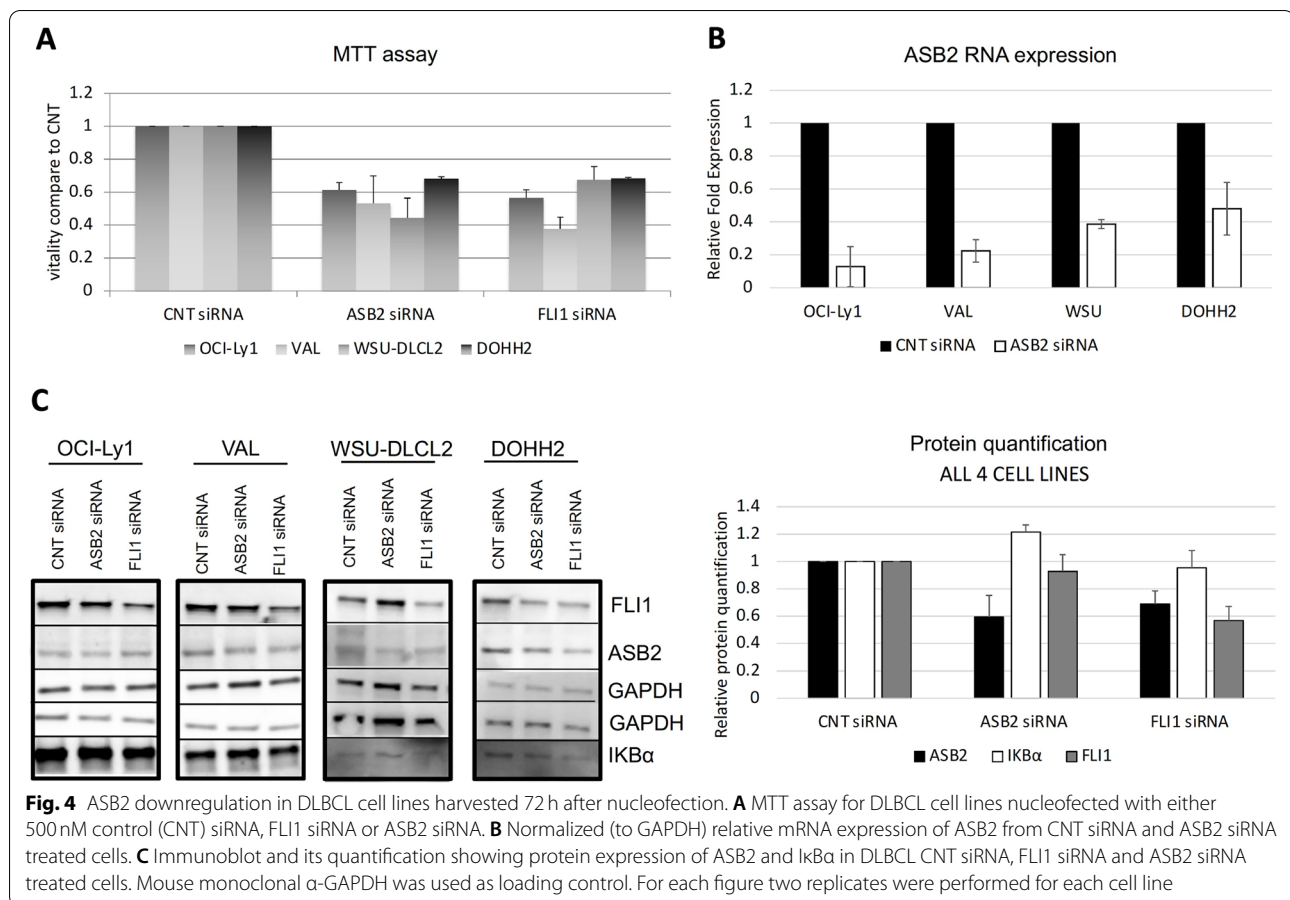 A
MTT assay
vitality compare to CNT
1.2
1
0.8
0.6
0.4
0.2
0
CNT siRNA ASB2 siRNA FLI1 siRNA
OCI-Ly1 VAL WSU-DLCL2 DOHH2
B
ASB2 RNA expression
Relative Fold Expression
1.2
1
0.8
0.6
0.4
0.2
0
OCI-Ly1 VAL WSU DOHH2
CNT siRNA ASB2 siRNA
C
OCI-Ly1 VAL WSU-DLCL2 DOHH2
CNT siRNA ASB2 siRNA FLI1 siRNA CNT siRNA ASB2 siRNA FLI1 siRNA CNT siRNA ASB2 siRNA FLI1 siRNA CNT siRNA ASB2 siRNA FLI1 siRNA
FLI1
ASB2
GAPDH
GAPDH
IKBα
Protein quantification
ALL 4 CELL LINES
Relative protein quantification
1.4
1.2
1
0.8
0.6
0.4
0.2
0
CNT siRNA ASB2 siRNA FLI1 siRNA
ASB2 IKBα FLI1
Fig. 4 ASB2 downregulation in DLBCL cell lines harvested 72 h after nucleofection. A MTT assay for DLBCL cell lines nucleofected with either
500 nM control (CNT) siRNA, FLI1 siRNA or ASB2 siRNA. B Normalized (to GAPDH) relative mRNA expression of ASB2 from CNT siRNA and ASB2 siRNA
treated cells. C Immunoblot and its quantification showing protein expression of ASB2 and IκBα in DLBCL CNT siRNA, FLI1 siRNA and ASB2 siRNA
treated cells. Mouse monoclonal α-GAPDH was used as loading control. For each figure two replicates were performed for each cell line